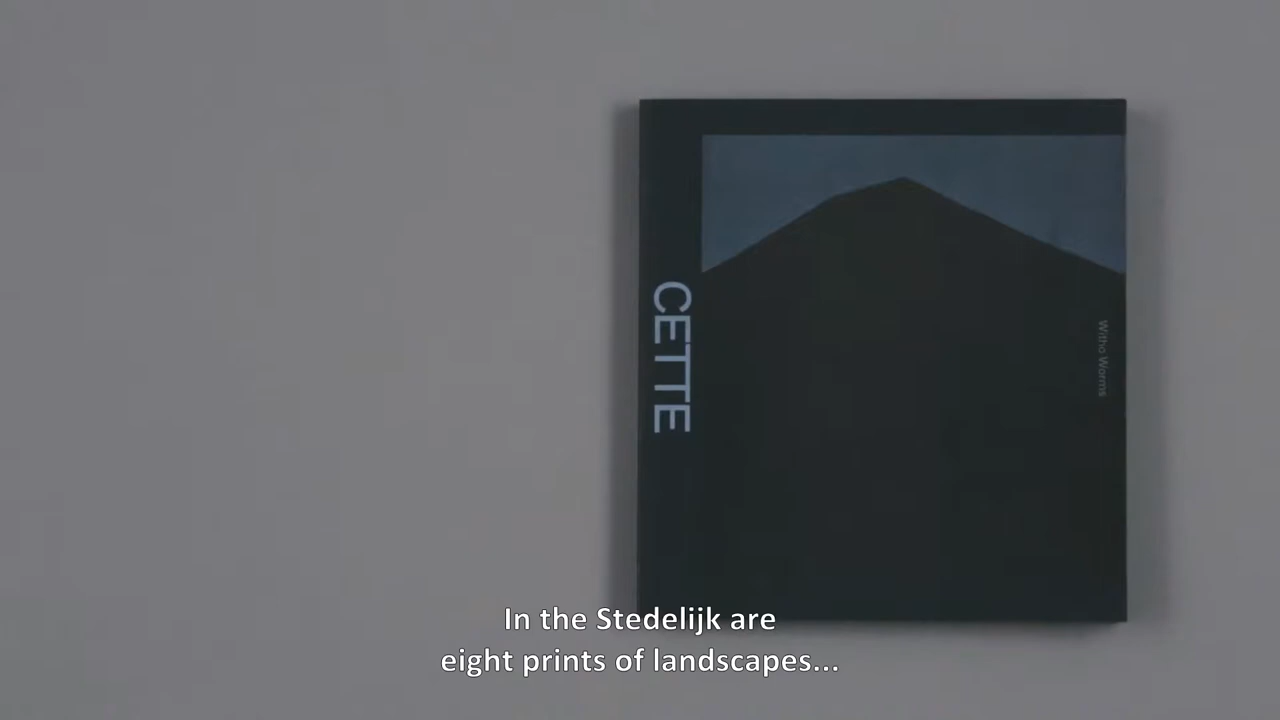 CETTE
Witho Worms
In the Stedelijk are
eight prints of landscapes...